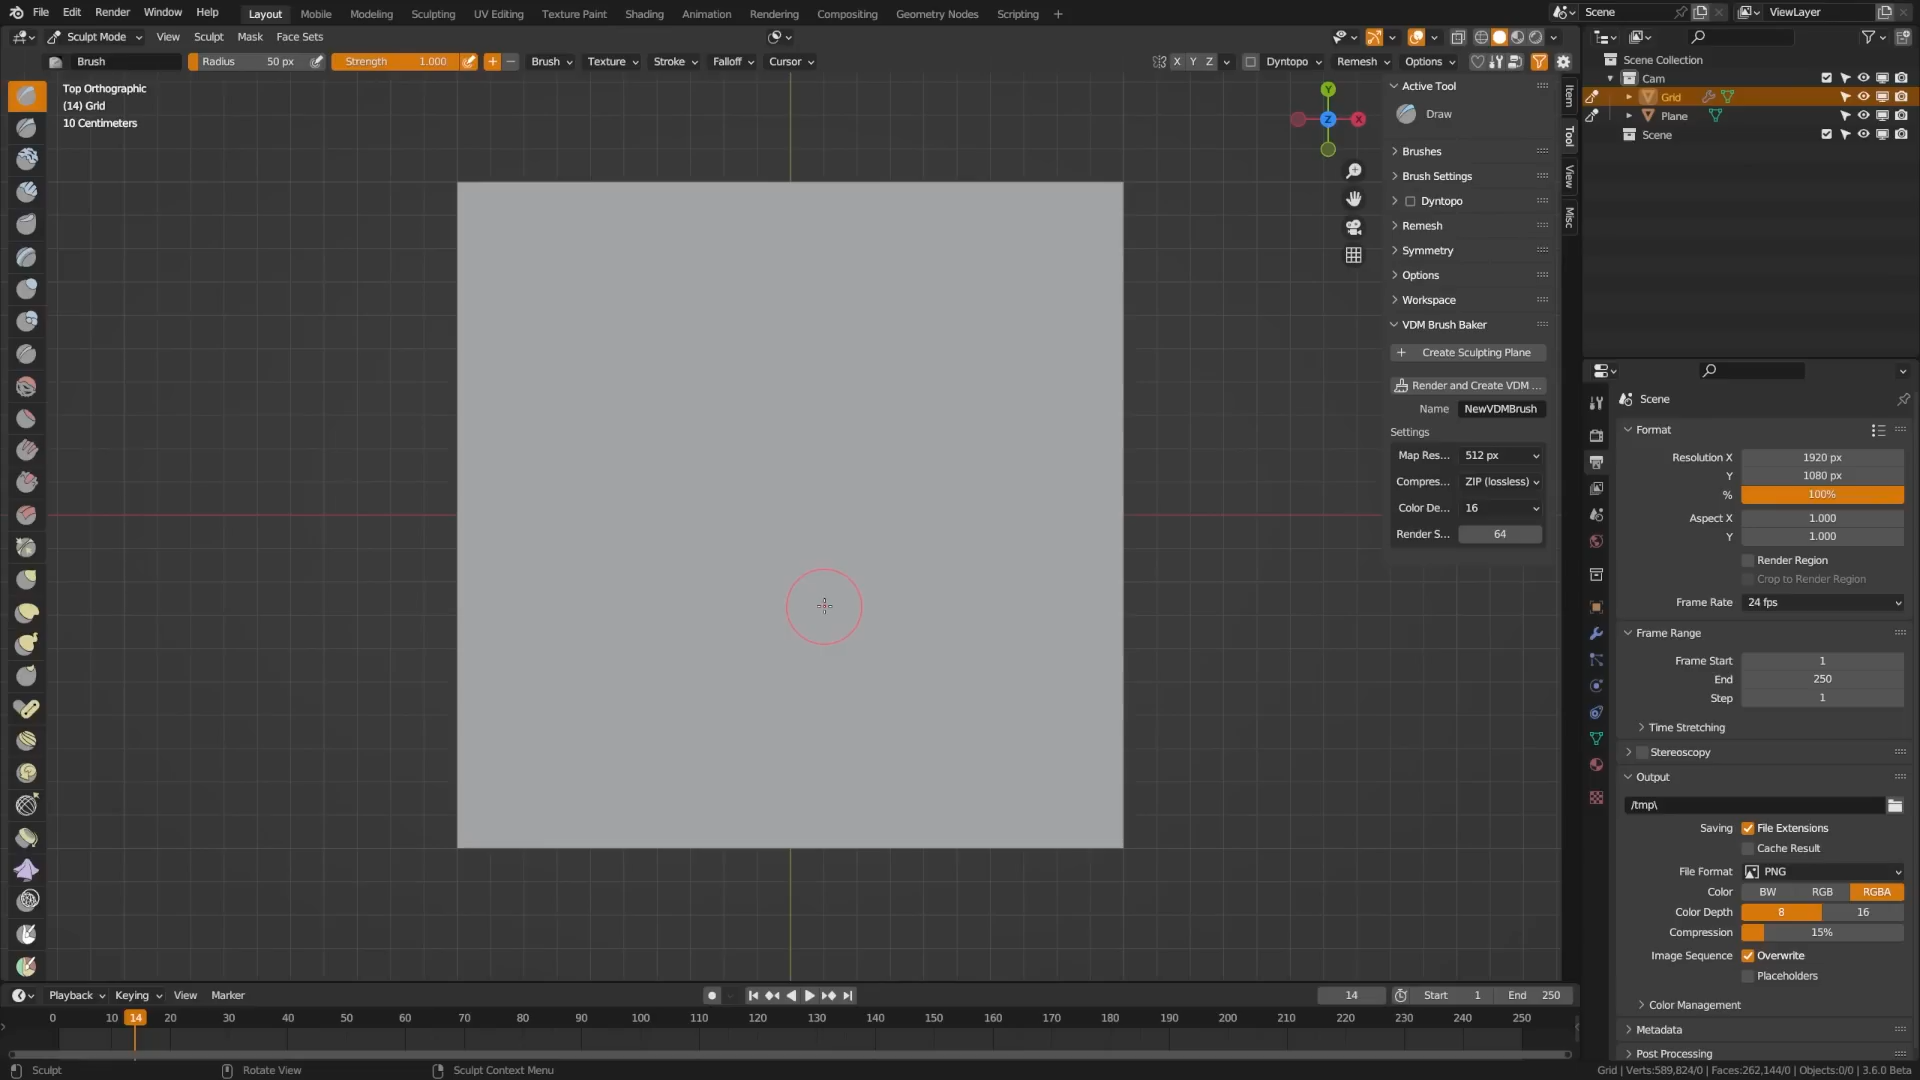 File Edit Render Window Help Layout Mobile Modeling Sculpting UV Editing Texture Paint Shading Animation Rendering Compositing Geometry Nodes Scripting + Scene ViewLayer
Sculpt Mode View Sculpt Mask Face Sets
Brush Radius 50 px Strength 1.000 Brush Texture Stroke Falloff Cursor X Y Z Dyntopo Remesh Options
Top Orthographic
(14) Grid
10 Centimeters
Y
Z
X
Active Tool
Draw
Brushes
Brush Settings
Dyntopo
Remesh
Symmetry
Options
Workspace
VDM Brush Baker
Create Sculpting Plane
Render and Create VDM ...
Name NewVDMBrush
Settings
Map Res... 512 px
Compres... ZIP (lossless)
Color De... 16
Render S... 64
Item
Tool
View
Misc
Scene Collection
Cam
Grid
Plane
Scene
Scene
Format
Resolution X 1920 px
Y 1080 px
% 100%
Aspect X 1.000
Y 1.000
Render Region
Crop to Render Region
Frame Rate 24 fps
Frame Range
Frame Start 1
End 250
Step 1
Time Stretching
Stereoscopy
Output
/tmp\
Saving File Extensions
Cache Result
File Format PNG
Color BW RGB RGBA
Color Depth 8 16
Compression 15%
Image Sequence Overwrite
Placeholders
Color Management
Metadata
Post Processing
Playback Keying View Marker 14 Start 1 End 250
0 10 14 20 30 40 50 60 70 80 90 100 110 120 130 140 150 160 170 180 190 200 210 220 230 240 250
Sculpt Rotate View Sculpt Context Menu Grid | Verts:589,824/0 | Faces:262,144/0 | Objects:0/0 | 3.6.0 Beta